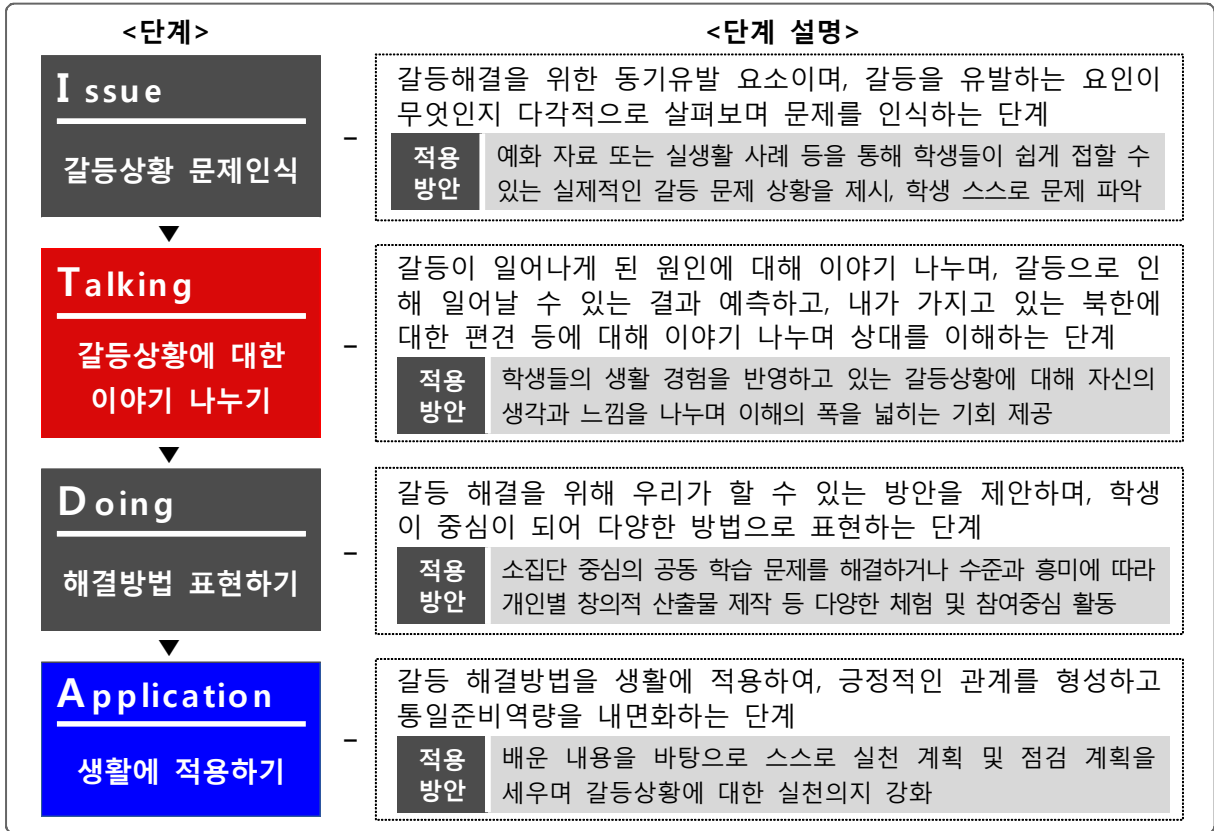 <단계>
<단계 설명>
Issue
갈등상황 문제인식
–
갈등해결을 위한 동기유발 요소이며, 갈등을 유발하는 요인이
무엇인지 다각적으로 살펴보며 문제를 인식하는 단계
적용
방안
예화 자료 또는 실생활 사례 등을 통해 학생들이 쉽게 접할 수
있는 실제적인 갈등 문제 상황을 제시, 학생 스스로 문제 파악
▼
Talking
갈등상황에 대한
이야기 나누기
–
갈등이 일어나게 된 원인에 대해 이야기 나누며, 갈등으로 인
해 일어날 수 있는 결과 예측하고, 내가 가지고 있는 북한에
대한 편견 등에 대해 이야기 나누며 상대를 이해하는 단계
적용
방안
학생들의 생활 경험을 반영하고 있는 갈등상황에 대해 자신의
생각과 느낌을 나누며 이해의 폭을 넓히는 기회 제공
▼
Doing
해결방법 표현하기
–
갈등 해결을 위해 우리가 할 수 있는 방안을 제안하며, 학생
이 중심이 되어 다양한 방법으로 표현하는 단계
적용
방안
소집단 중심의 공동 학습 문제를 해결하거나 수준과 흥미에 따라
개인별 창의적 산출물 제작 등 다양한 체험 및 참여중심 활동
▼
Application
생활에 적용하기
–
갈등 해결방법을 생활에 적용하여, 긍정적인 관계를 형성하고
통일준비역량을 내면화하는 단계
적용
방안
배운 내용을 바탕으로 스스로 실천 계획 및 점검 계획을
세우며 갈등상황에 대한 실천의지 강화